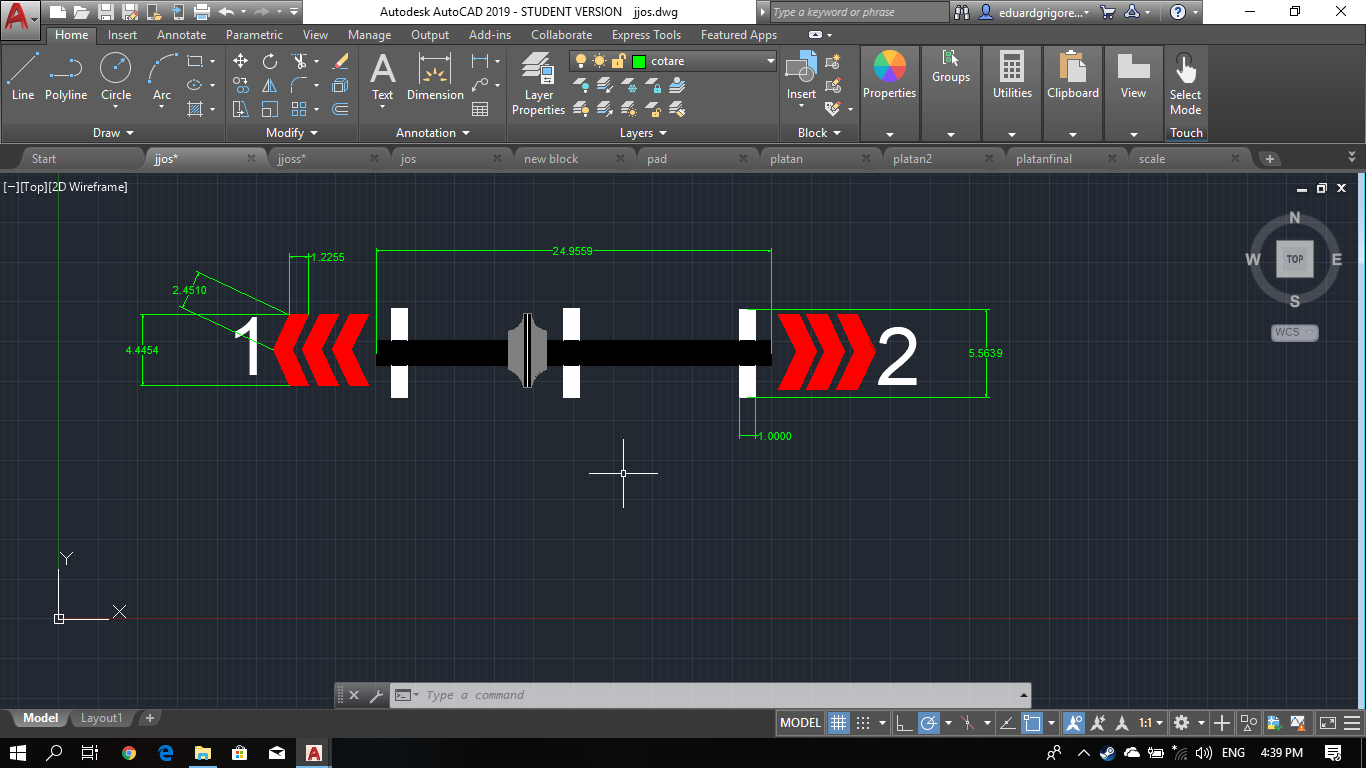 Autodesk AutoCAD 2019 - STUDENT VERSION jjos.dwg
Type a keyword or phrase
eduardgrigore...
Home Insert Annotate Parametric View Manage Output Add-ins Collaborate Express Tools Featured Apps
Line Polyline Circle Arc
Text Dimension
Layer Properties
cotare
Insert
Properties
Groups
Utilities
Clipboard
View
Select Mode
Draw Modify Annotation Layers Block Touch
Start jjos* jjoss* jos new block pad platan platan2 platanfinal scale
[−][Top][2D Wireframe]
N
W TOP E
S
WCS
24.9559
1.2255
2.4510
4.4454
1
2
5.5639
1.0000
Y
X
Type a command
Model Layout1
MODEL
1:1
ENG 4:39 PM